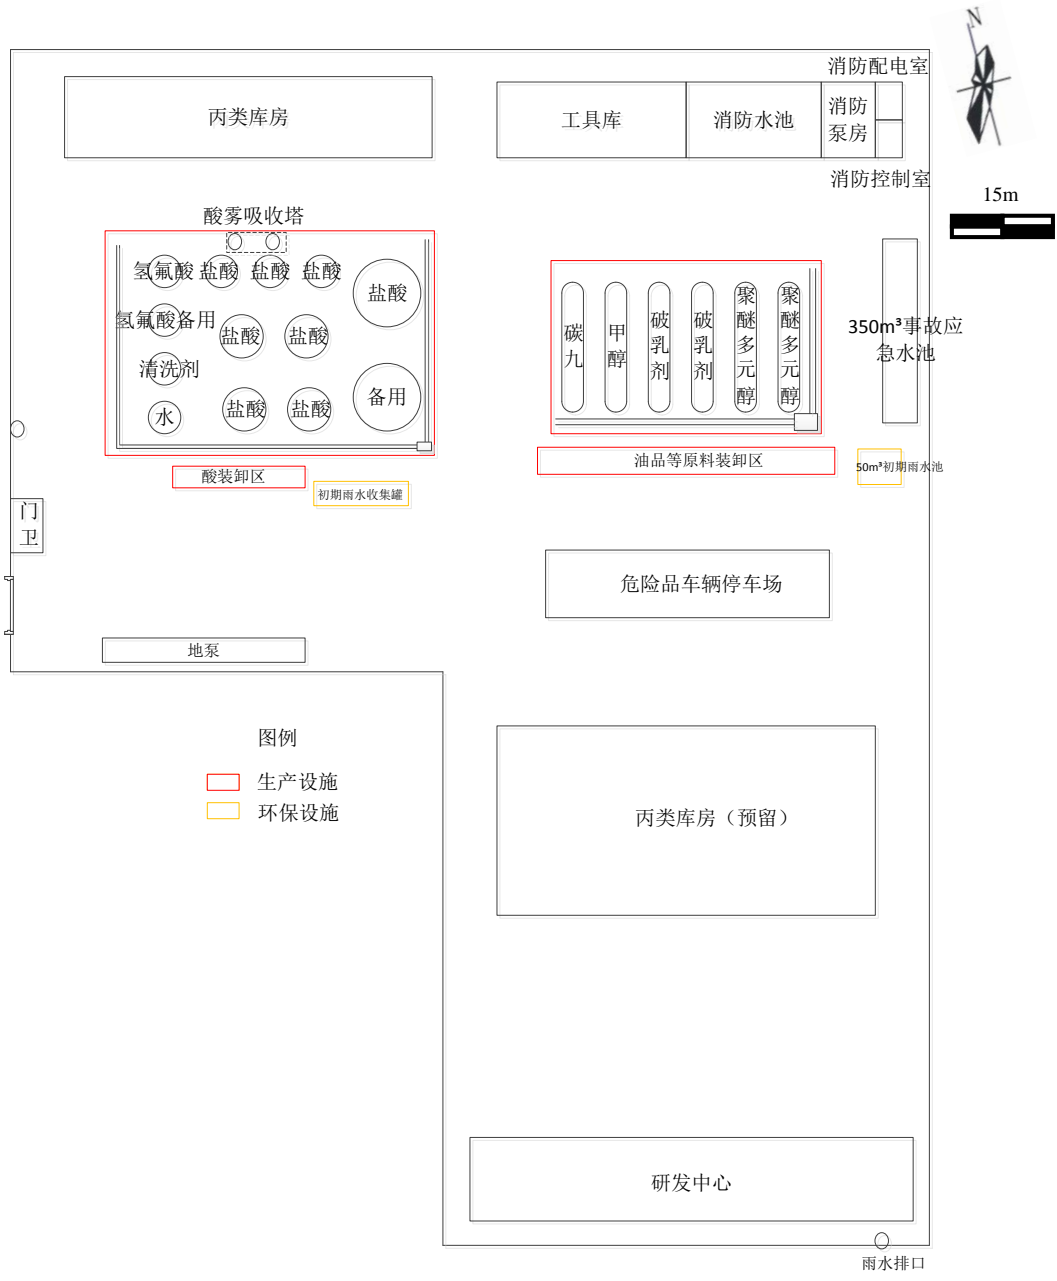 N
消防配电室
丙类库房
工具库
消防水池
消防
泵房
消防控制室
15m
酸雾吸收塔
氢氟酸
盐酸
盐酸
盐酸
盐酸
氢氟酸备用
盐酸
盐酸
清洗剂
水
盐酸
盐酸
备用
碳九
甲醇
破乳剂
破乳剂
聚醚多元醇
聚醚多元醇
350m³事故应
急水池
酸装卸区
初期雨水收集罐
油品等原料装卸区
50m³初期雨水池
门
卫
危险品车辆停车场
地泵
图例
生产设施
环保设施
丙类库房（预留）
研发中心
雨水排口